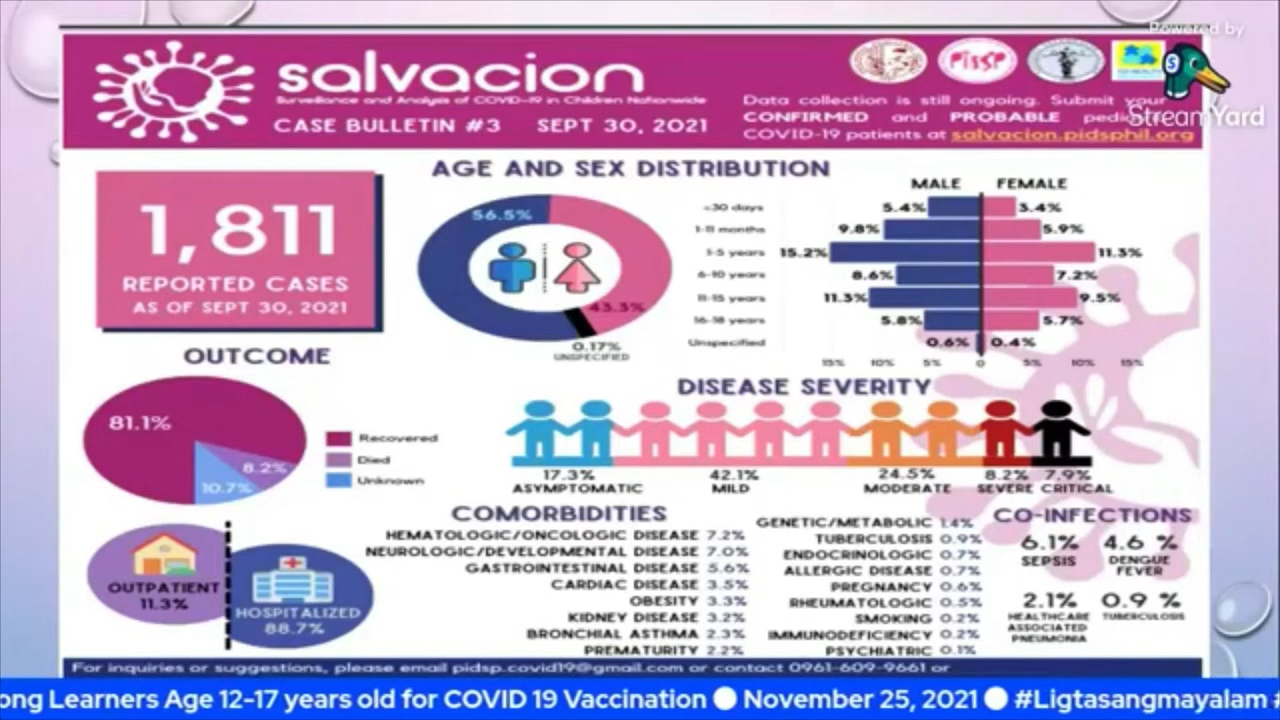 Powered by
StreamYard
salvacion
Surveillance and Analysis of COVID-19 in Children Nationwide
CASE BULLETIN #3 SEPT 30, 2021
PIDSP
Data collection is still ongoing. Submit your
CONFIRMED and PROBABLE
COVID-19 patients at salvacion.pidsphil.org
1,811
REPORTED CASES
AS OF SEPT 30, 2021
AGE AND SEX DISTRIBUTION
56.5%
43.3%
0.17%
UNSPECIFIED
MALE FEMALE
<30 days 5.4% 3.4%
1-11 months 9.8% 5.9%
1-5 years 15.2% 11.3%
6-10 years 8.6% 7.2%
11-15 years 11.3% 9.5%
16-18 years 5.8% 5.7%
Unspecified 0.6% 0.4%
15% 10% 5% 0 5% 10% 15%
OUTCOME
81.1%
8.2%
10.7%
Recovered
Died
Unknown
DISEASE SEVERITY
17.3% 42.1% 24.5% 8.2% 7.9%
ASYMPTOMATIC MILD MODERATE SEVERE CRITICAL
OUTPATIENT
11.3%
HOSPITALIZED
88.7%
COMORBIDITIES
HEMATOLOGIC/ONCOLOGIC DISEASE 7.2%
NEUROLOGIC/DEVELOPMENTAL DISEASE 7.0%
GASTROINTESTINAL DISEASE 5.6%
CARDIAC DISEASE 3.5%
OBESITY 3.3%
KIDNEY DISEASE 3.2%
BRONCHIAL ASTHMA 2.3%
PREMATURITY 2.2%
GENETIC/METABOLIC 1.4%
TUBERCULOSIS 0.9%
ENDOCRINOLOGIC 0.7%
ALLERGIC DISEASE 0.7%
PREGNANCY 0.6%
RHEUMATOLOGIC 0.5%
SMOKING 0.2%
IMMUNODEFICIENCY 0.2%
PSYCHIATRIC 0.1%
CO-INFECTIONS
6.1% 4.6 %
SEPSIS DENGUE
FEVER
2.1% 0.9 %
HEALTHCARE TUBERCULOSIS
ASSOCIATED
PNEUMONIA
For inquiries or suggestions, please email pidsp.covid19@gmail.com or contact 0961-609-9661 or
ong Learners Age 12-17 years old for COVID 19 Vaccination ● November 25, 2021 ● #Ligtasangmayalam